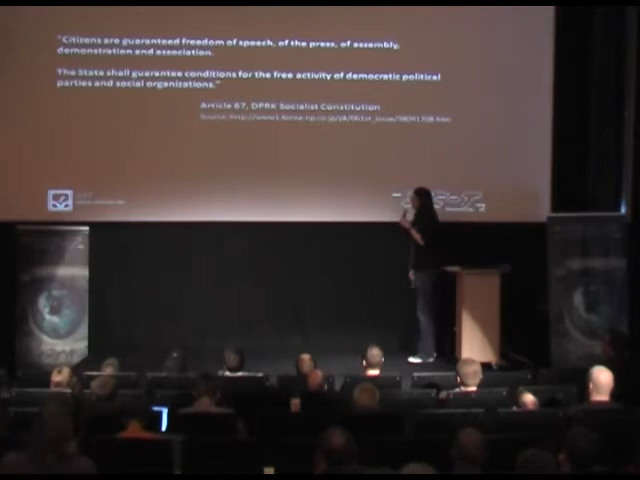 "Citizens are guaranteed freedom of speech, of the press, of assembly,
demonstration and association.
The State shall guarantee conditions for the free activity of democratic political
parties and social organizations."
Article 67, DPRK Socialist Constitution